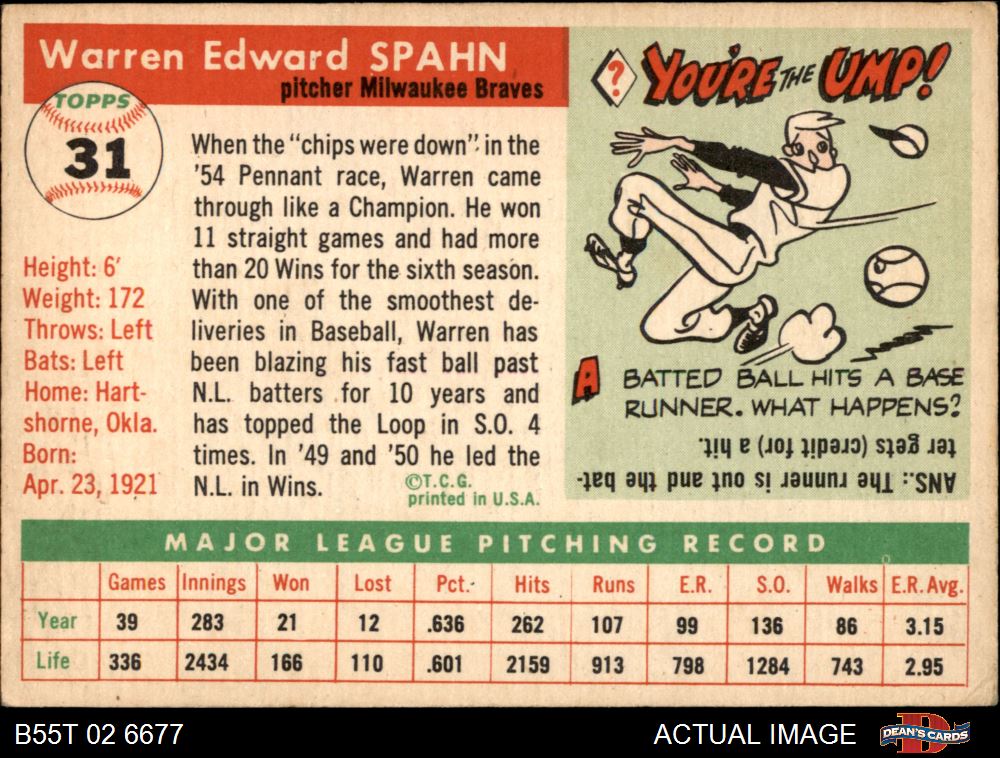 Warren Edward SPAHN
pitcher Milwaukee Braves
TOPPS
31
Height: 6′
Weight: 172
Throws: Left
Bats: Left
Home: Hart-
shorne, Okla.
Born:
Apr. 23, 1921
When the "chips were down" in the
'54 Pennant race, Warren came
through like a Champion. He won
11 straight games and had more
than 20 Wins for the sixth season.
With one of the smoothest de-
liveries in Baseball, Warren has
been blazing his fast ball past
N.L. batters for 10 years and
has topped the Loop in S.O. 4
times. In '49 and '50 he led the
N.L. in Wins.
©T.C.G.
printed in U.S.A.
? YOU'RE THE UMP!
A BATTED BALL HITS A BASE
RUNNER. WHAT HAPPENS?
ANS.: The runner is out and the bat-
ter gets (credit for) a hit.
MAJOR LEAGUE PITCHING RECORD
Games Innings Won Lost Pct. Hits Runs E.R. S.O. Walks E.R. Avg.
Year 39 283 21 12 .636 262 107 99 136 86 3.15
Life 336 2434 166 110 .601 2159 913 798 1284 743 2.95
B55T 02 6677
ACTUAL IMAGE
DEAN'S CARDS